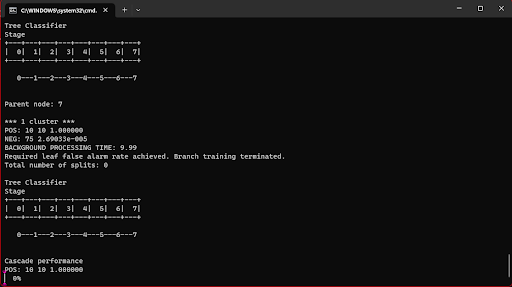 C:\WINDOWS\system32\cmd.
Tree Classifier
Stage
+---+---+---+---+---+---+---+---+
|  0|  1|  2|  3|  4|  5|  6|  7|
+---+---+---+---+---+---+---+---+
0---1---2---3---4---5---6---7
Parent node: 7
*** 1 cluster ***
POS: 10 10 1.000000
NEG: 75 2.69033e-005
BACKGROUND PROCESSING TIME: 9.99
Required leaf false alarm rate achieved. Branch training terminated.
Total number of splits: 0
Tree Classifier
Stage
+---+---+---+---+---+---+---+---+
|  0|  1|  2|  3|  4|  5|  6|  7|
+---+---+---+---+---+---+---+---+
0---1---2---3---4---5---6---7
Cascade performance
POS: 10 10 1.000000
0%